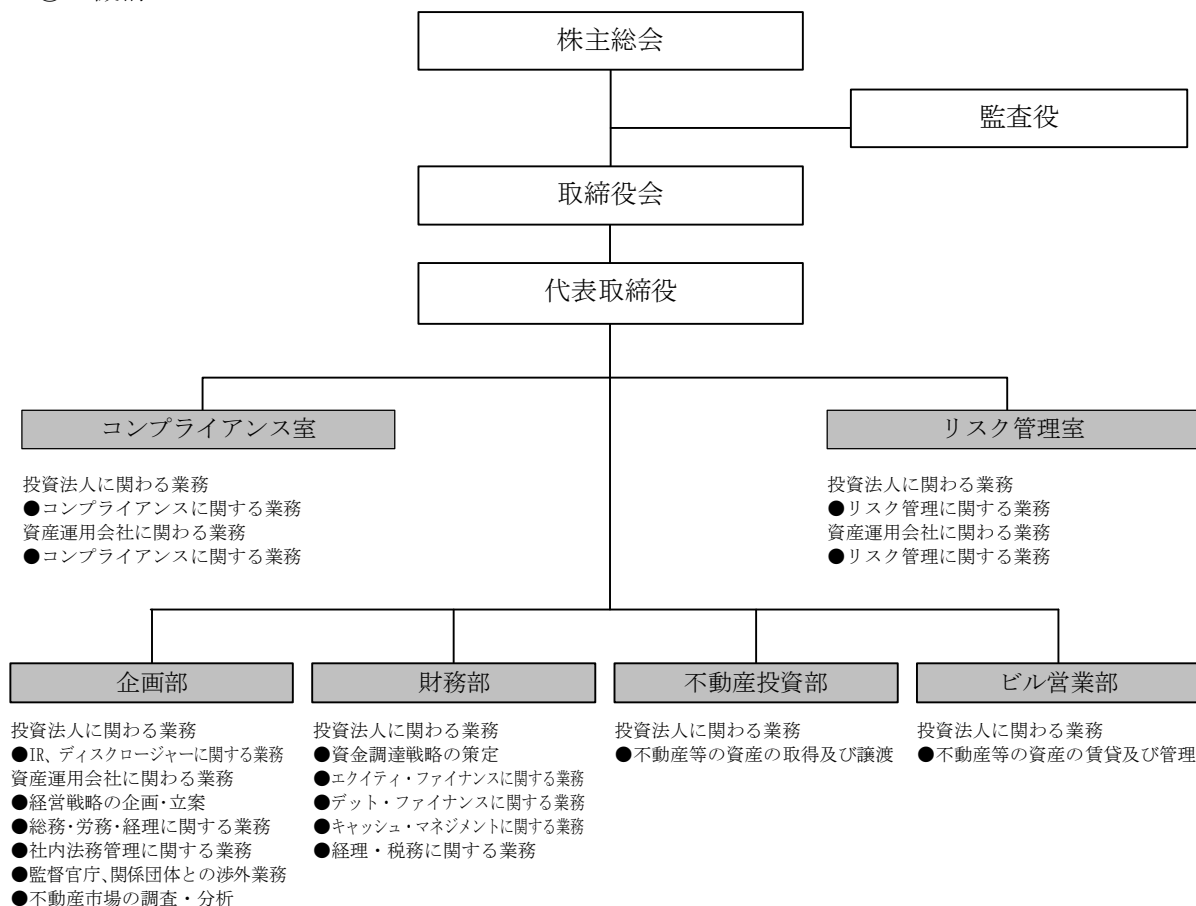 株主総会
監査役
取締役会
代表取締役
コンプライアンス室
投資法人に関わる業務
●コンプライアンスに関する業務
資産運用会社に関わる業務
●コンプライアンスに関する業務
リスク管理室
投資法人に関わる業務
●リスク管理に関する業務
資産運用会社に関わる業務
●リスク管理に関する業務
企画部
投資法人に関わる業務
●IR、ディスクロージャーに関する業務
資産運用会社に関わる業務
●経営戦略の企画・立案
●総務・労務・経理に関する業務
●社内法務管理に関する業務
●監督官庁、関係団体との渉外業務
●不動産市場の調査・分析
財務部
投資法人に関わる業務
●資金調達戦略の策定
●エクイティ・ファイナンスに関する業務
●デット・ファイナンスに関する業務
●キャッシュ・マネジメントに関する業務
●経理・税務に関する業務
不動産投資部
投資法人に関わる業務
●不動産等の資産の取得及び譲渡
ビル営業部
投資法人に関わる業務
●不動産等の資産の賃貸及び管理